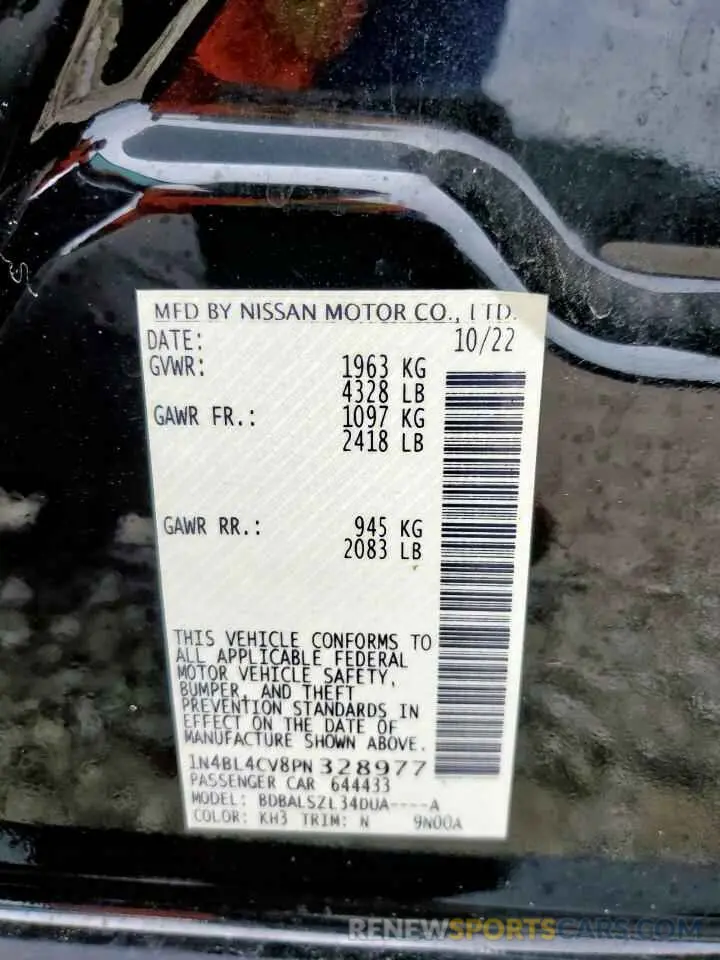 MFD BY NISSAN MOTOR CO., LTD.
DATE: 10/22
GVWR: 1963 KG
4328 LB
GAWR FR.: 1097 KG
2418 LB
GAWR RR.: 945 KG
2083 LB
THIS VEHICLE CONFORMS TO
ALL APPLICABLE FEDERAL
MOTOR VEHICLE SAFETY,
BUMPER, AND THEFT
PREVENTION STANDARDS IN
EFFECT ON THE DATE OF
MANUFACTURE SHOWN ABOVE.
1N4BL4CV8PN328977
PASSENGER CAR 644433
MODEL: BDBALSZL34DUA----A
COLOR: KH3 TRIM: N 9N00A
RENEWSPORTSCARS.COM